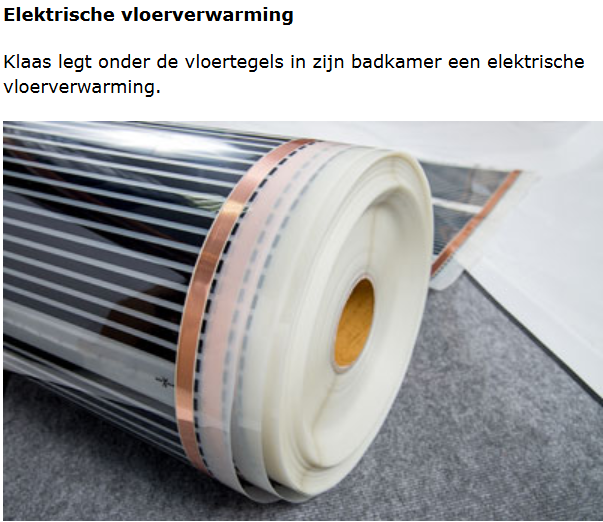 Elektrische vloerverwarming
Klaas legt onder de vloertegels in zijn badkamer een elektrische
vloerverwarming.